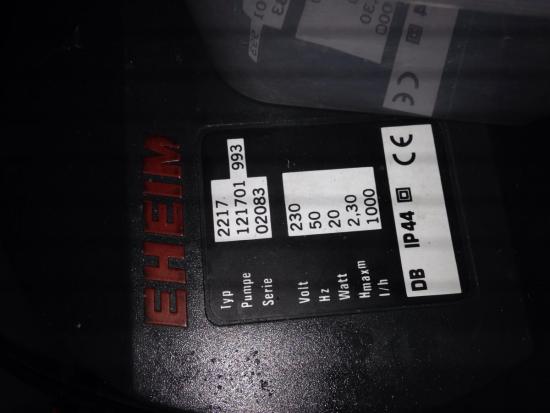 EHEIM
Typ 2217
Pumpe 121701 993
Serie 02083
Volt 230
Hz 50
Watt 20
Hmaxm 2,30
l/h 1000
DB IP44 CE